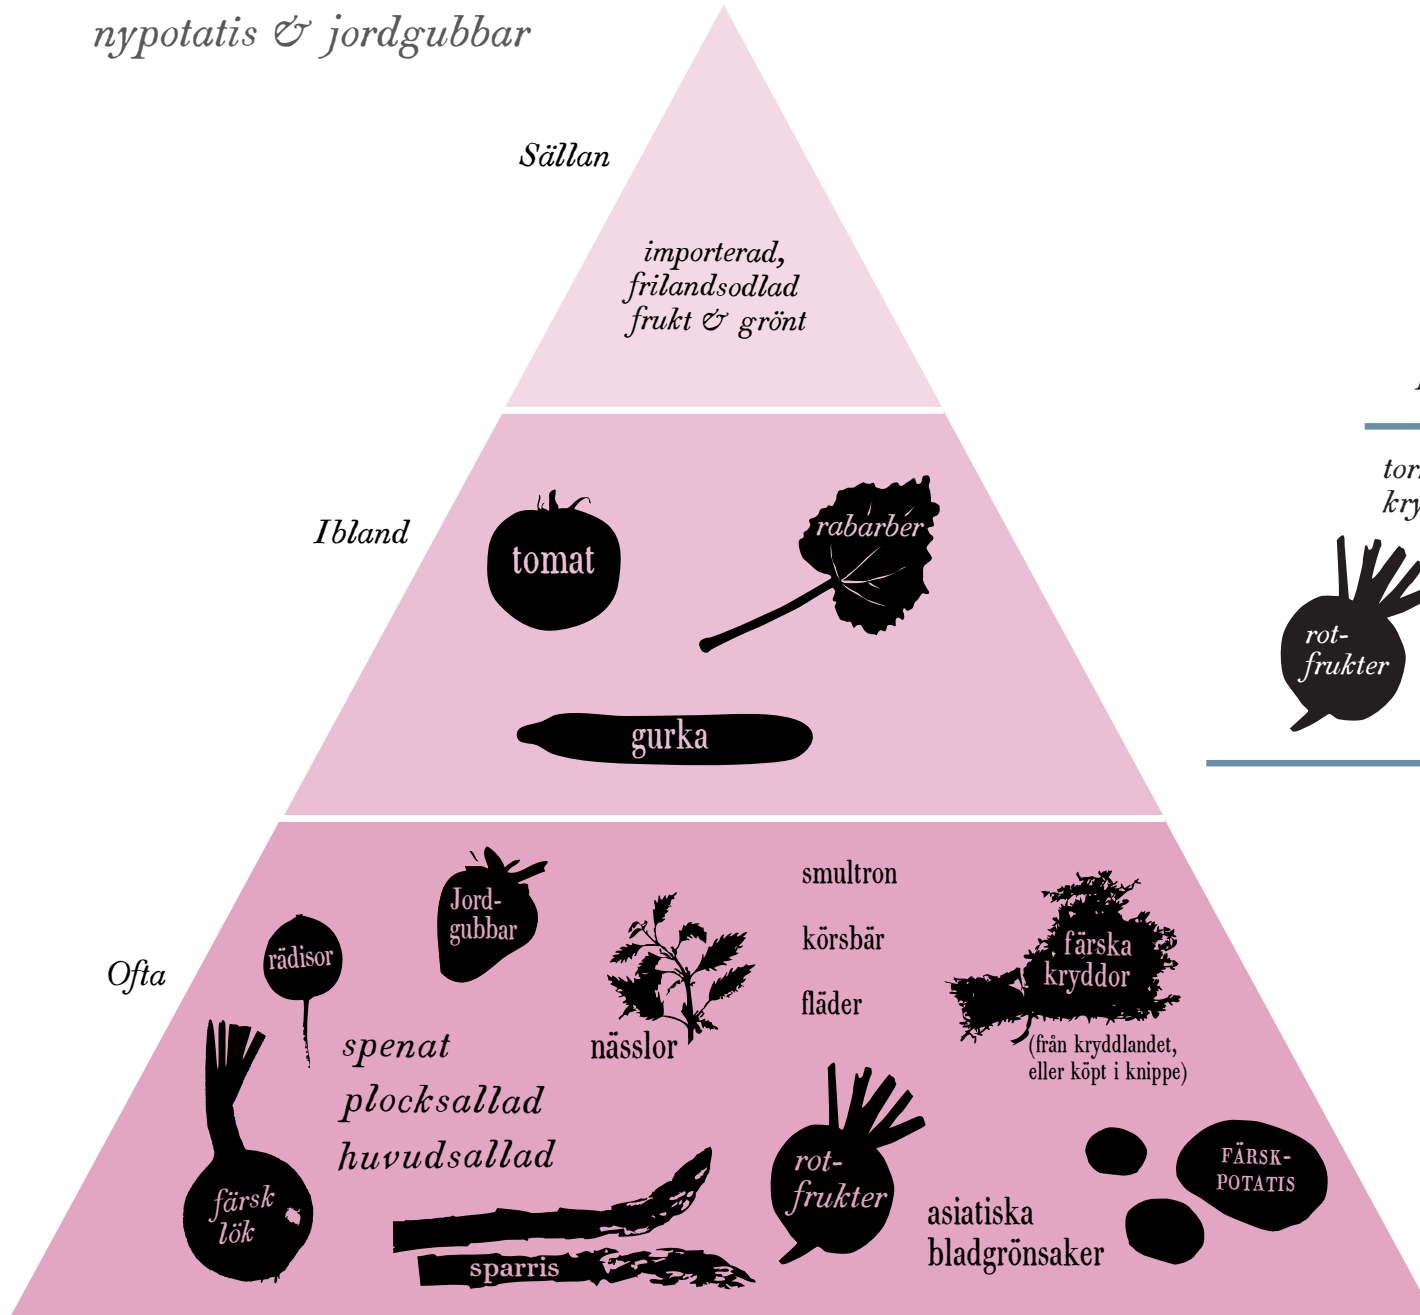 nypotatis & jordgubbar
Sällan
importerad,
frilandsodlad
frukt & grönt
Ibland
tomat
rabarber
gurka
rot-
frukter
Ofta
rädisor
Jord-
gubbar
nässlor
smultron
körsbär
fläder
färska
kryddor
(från kryddlandet,
eller köpt i knippe)
spenat
plocksallad
huvudsallad
färsk
lök
sparris
rot-
frukter
asiatiska
bladgrönsaker
FÄRSK-
POTATIS